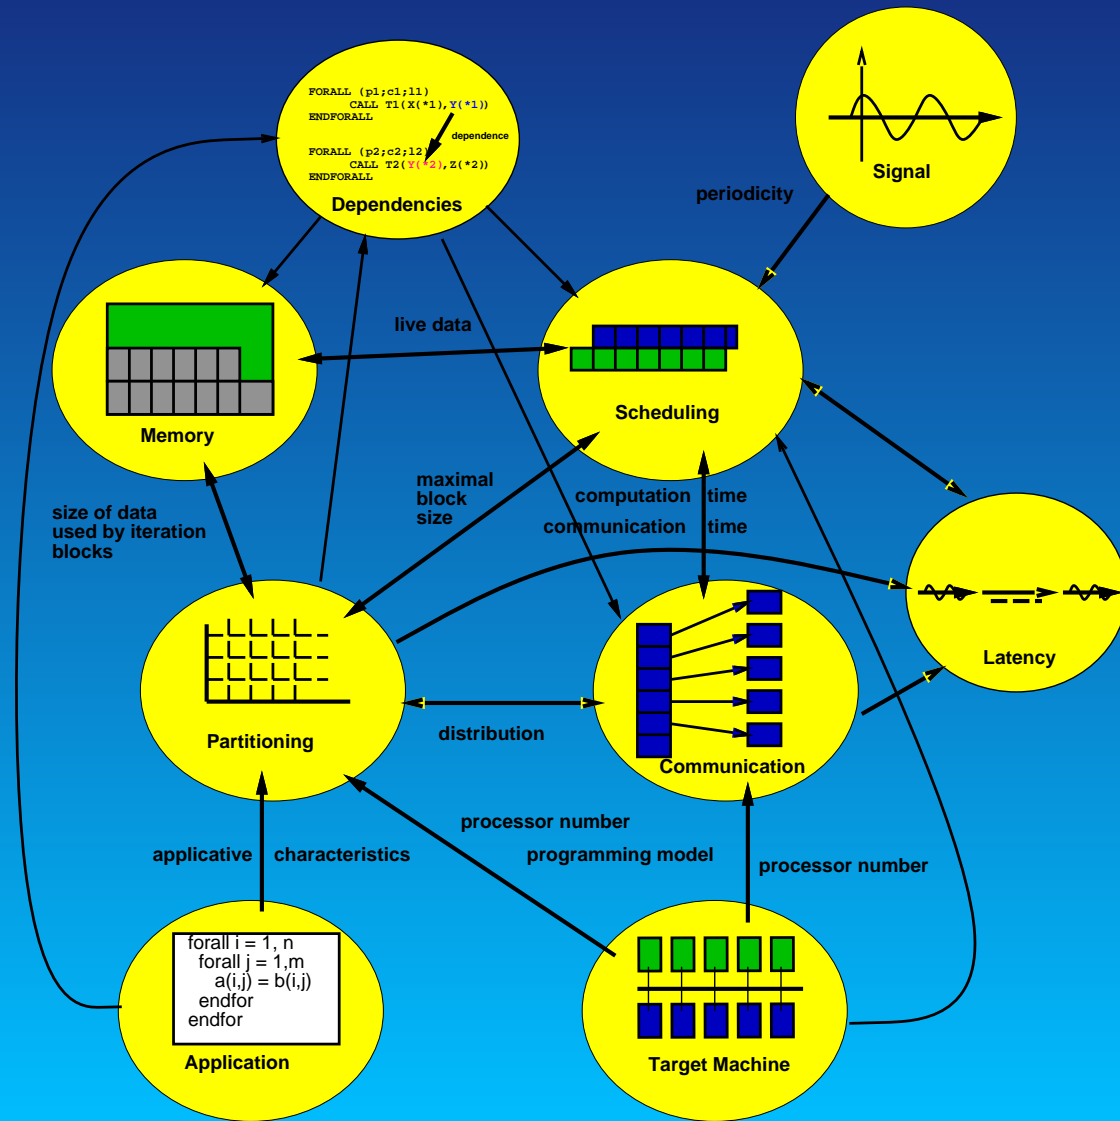 FORALL (p1;c1;l1)
CALL T1(X(*1),Y(*1))
ENDFORALL
dependence
FORALL (p2;c2;l2)
CALL T2(Y(*2),Z(*2))
ENDFORALL
Dependencies
Signal
periodicity
live data
Memory
Scheduling
size of data
used by iteration
blocks
maximal
block
size
computation time
communication time
Latency
Partitioning
distribution
Communication
applicative characteristics
processor number
programming model
processor number
forall i = 1, n
forall j = 1,m
a(i,j) = b(i,j)
endfor
endfor
Application
Target Machine